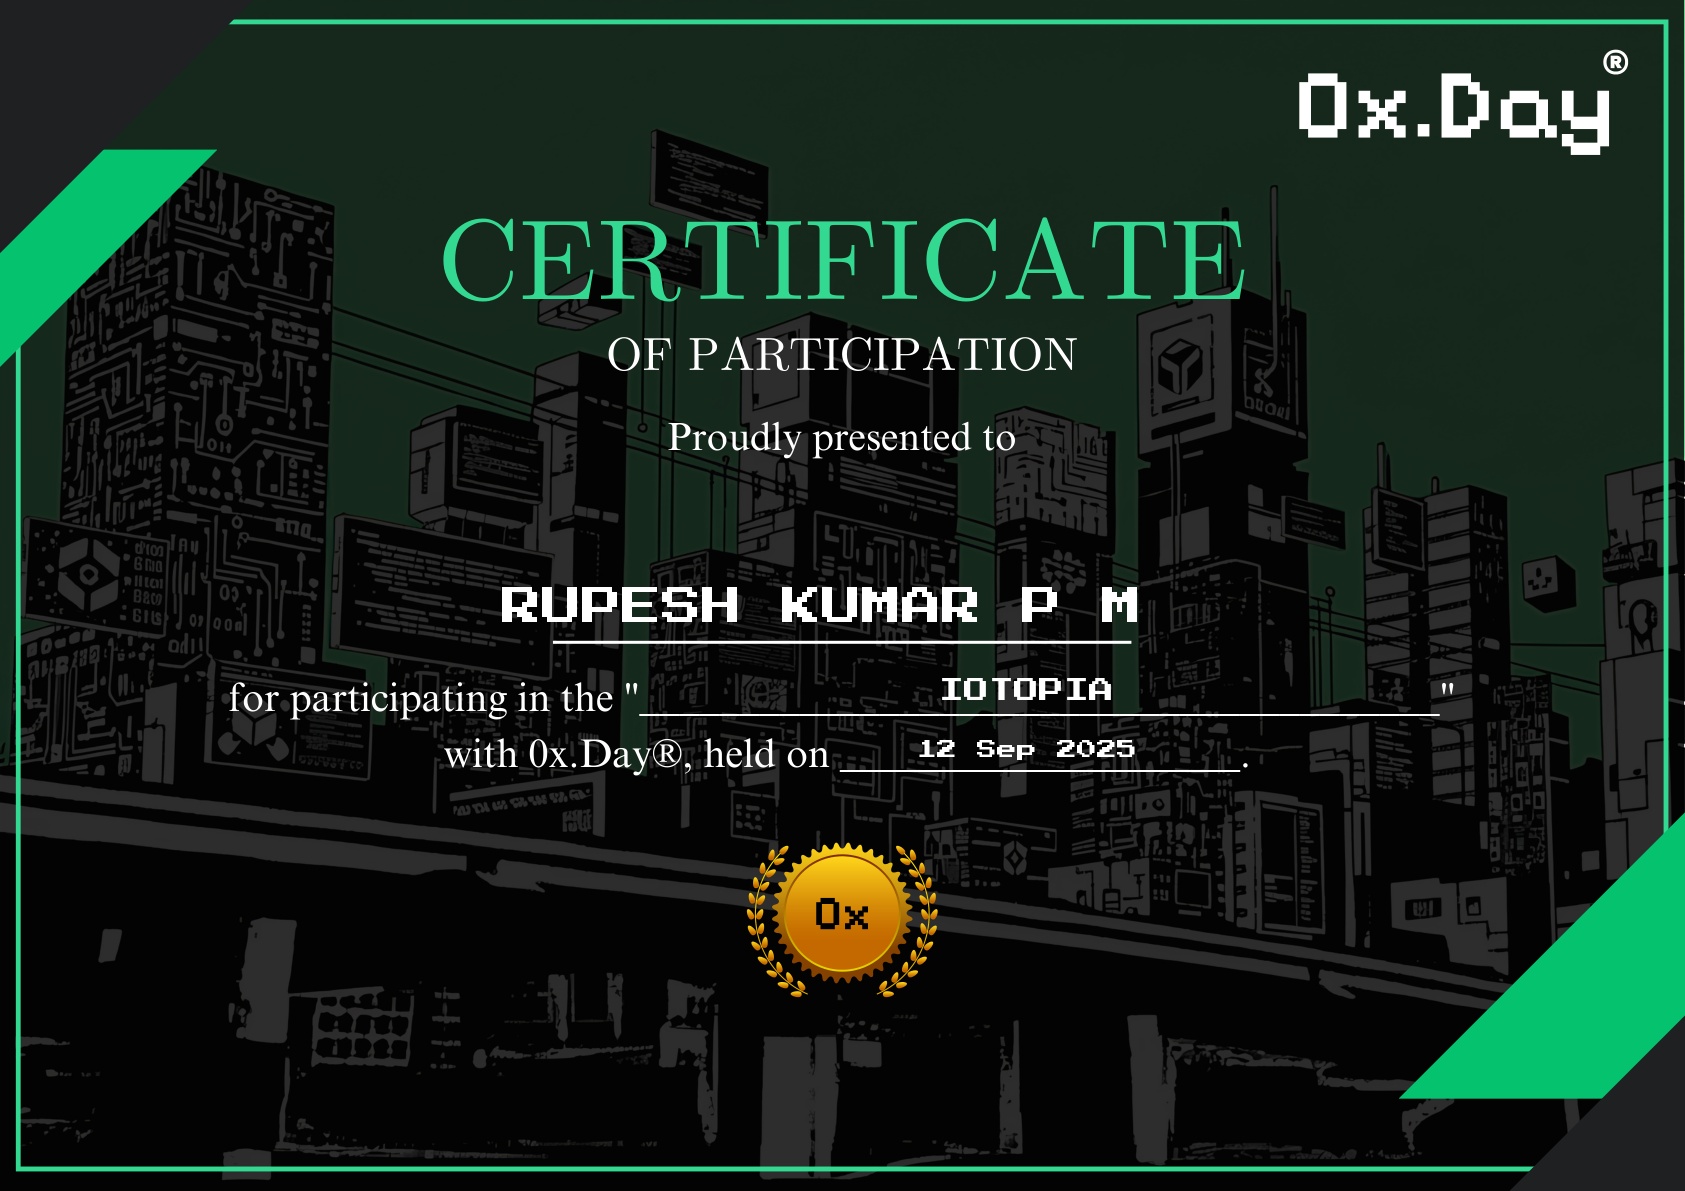 0x.Day®
CERTIFICATE
OF PARTICIPATION
Proudly presented to
RUPESH KUMAR P M
for participating in the "IOTOPIA"
with 0x.Day®, held on 12 Sep 2025.
0x